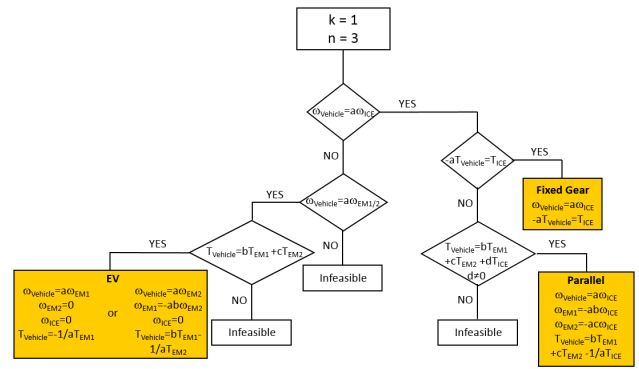 k = 1
n = 3
ωVehicle=aωICE
YES
NO
-aTVehicle=TICE
YES
NO
Fixed Gear
ωVehicle=aωICE
-aTVehicle=TICE
ωVehicle=aωEM1/2
YES
NO
Infeasible
TVehicle=bTEM1 +cTEM2
YES
NO
Infeasible
EV
ωVehicle=aωEM1
ωEM2=0
ωICE=0
TVehicle=-1/aTEM1
or
ωVehicle=aωEM2
ωEM1=-abωEM2
ωICE=0
TVehicle=bTEM1-
1/aTEM2
TVehicle=bTEM1
+cTEM2 +dTICE
d≠0
YES
NO
Infeasible
Parallel
ωVehicle=aωICE
ωEM1=-abωICE
ωEM2=-acωICE
TVehicle=bTEM1
+cTEM2 -1/aTICE